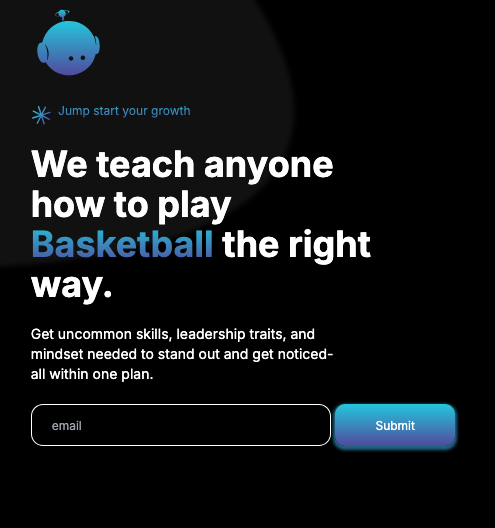 Jump start your growth
We teach anyone
how to play
Basketball the right
way.
Get uncommon skills, leadership traits, and
mindset needed to stand out and get noticed-
all within one plan.
email
Submit